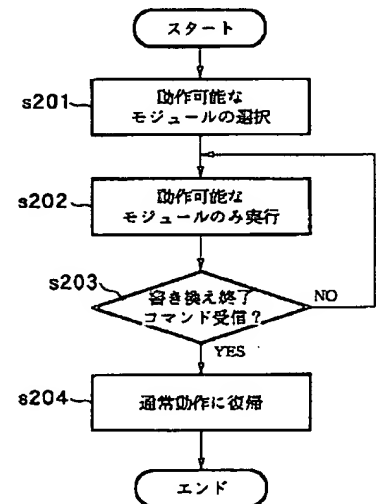 スタート
s201
動作可能な
モジュールの選択
s202
動作可能な
モジュールのみ実行
s203
書き換え終了
コマンド受信？
NO
YES
s204
通常動作に復帰
エンド